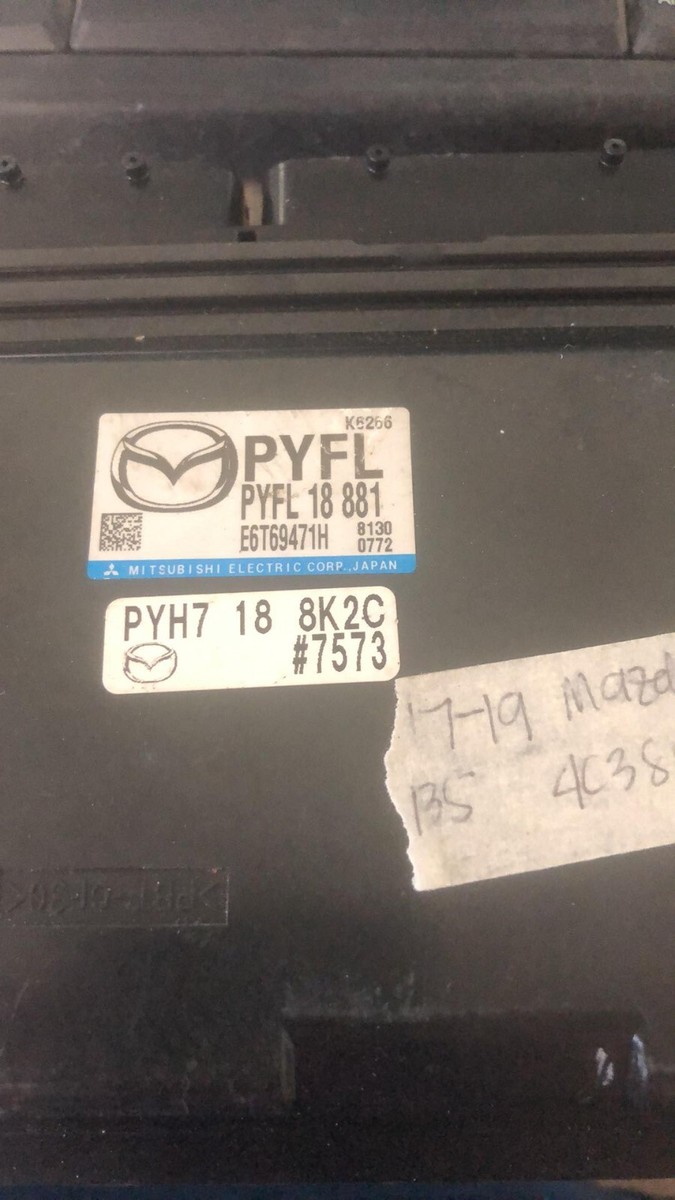 K6266
PYFL
PYFL 18 881
E6T69471H
8130
0772
MITSUBISHI ELECTRIC CORP.,JAPAN
PYH7 18 8K2C
#7573
17-19 Mazd
B5 4C38